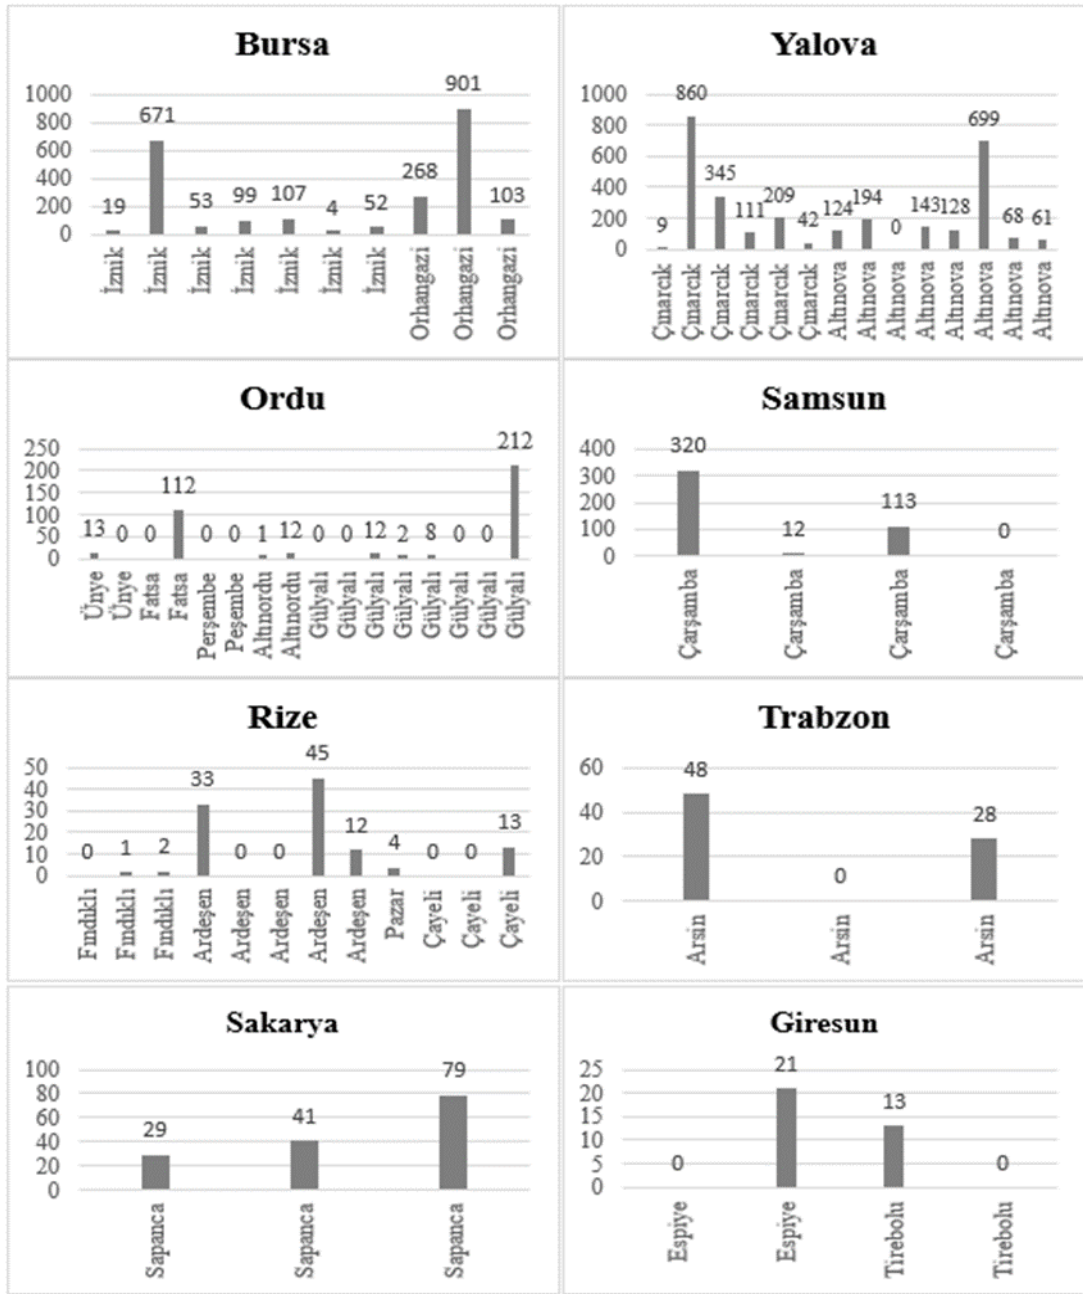 Bursa
1000
800
600
400
200
0
19
671
53
99
107
4
52
268
901
103
İznik
İznik
İznik
İznik
İznik
İznik
İznik
Orhangazi
Orhangazi
Orhangazi
Yalova
1000
800
600
400
200
0
9
860
345
111
209
42
124
194
0
143
128
699
68
61
Çınarcık
Çınarcık
Çınarcık
Çınarcık
Çınarcık
Çınarcık
Altınova
Altınova
Altınova
Altınova
Altınova
Altınova
Altınova
Altınova
Ordu
250
200
150
100
50
0
13
0
0
112
0
0
1
12
0
0
12
2
8
0
0
212
Ünye
Ünye
Fatsa
Fatsa
Perşembe
Peşembe
Altınordu
Altınordu
Gülyalı
Gülyalı
Gülyalı
Gülyalı
Gülyalı
Gülyalı
Gülyalı
Gülyalı
Samsun
400
300
200
100
0
320
12
113
0
Çarşamba
Çarşamba
Çarşamba
Çarşamba
Rize
50
40
30
20
10
0
0
1
2
33
0
0
45
12
4
0
0
13
Fındıklı
Fındıklı
Fındıklı
Ardeşen
Ardeşen
Ardeşen
Ardeşen
Ardeşen
Pazar
Çayeli
Çayeli
Çayeli
Trabzon
60
40
20
0
48
0
28
Arsin
Arsin
Arsin
Sakarya
100
80
60
40
20
0
29
41
79
Sapanca
Sapanca
Sapanca
Giresun
25
20
15
10
5
0
0
21
13
0
Espiye
Espiye
Tirebolu
Tirebolu